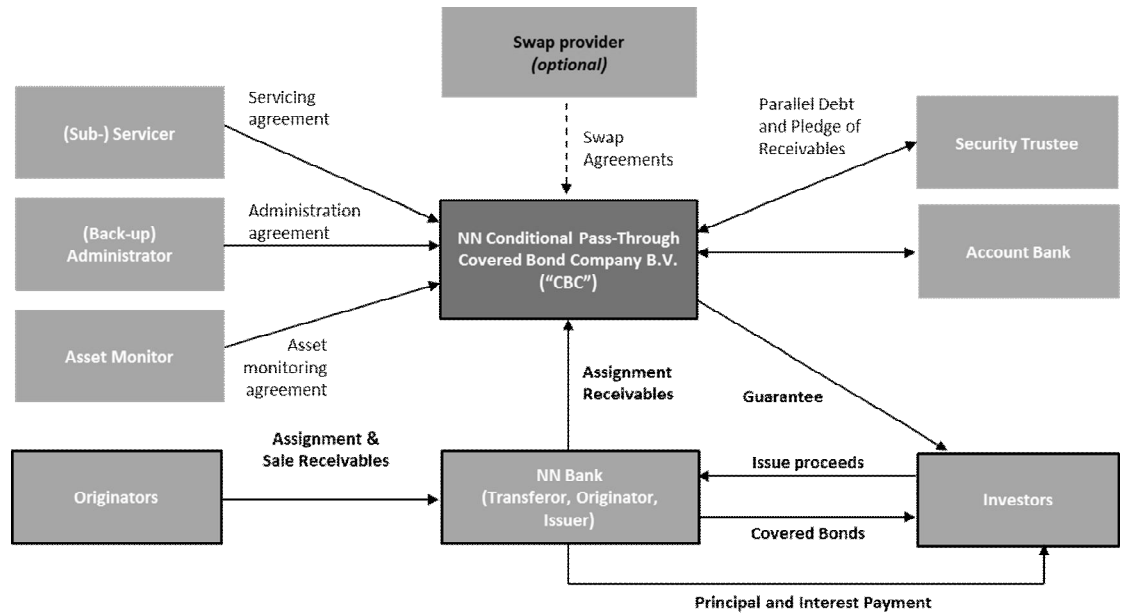 Swap provider
(optional)
(Sub-) Servicer
Servicing
agreement
Swap
Agreements
Parallel Debt
and Pledge of
Receivables
Security Trustee
(Back-up)
Administrator
Administration
agreement
NN Conditional Pass-Through
Covered Bond Company B.V.
(“CBC”)
Account Bank
Asset Monitor
Asset
monitoring
agreement
Assignment
Receivables
Guarantee
Originators
Assignment &
Sale Receivables
NN Bank
(Transferor, Originator,
Issuer)
Issue proceeds
Covered Bonds
Investors
Principal and Interest Payment